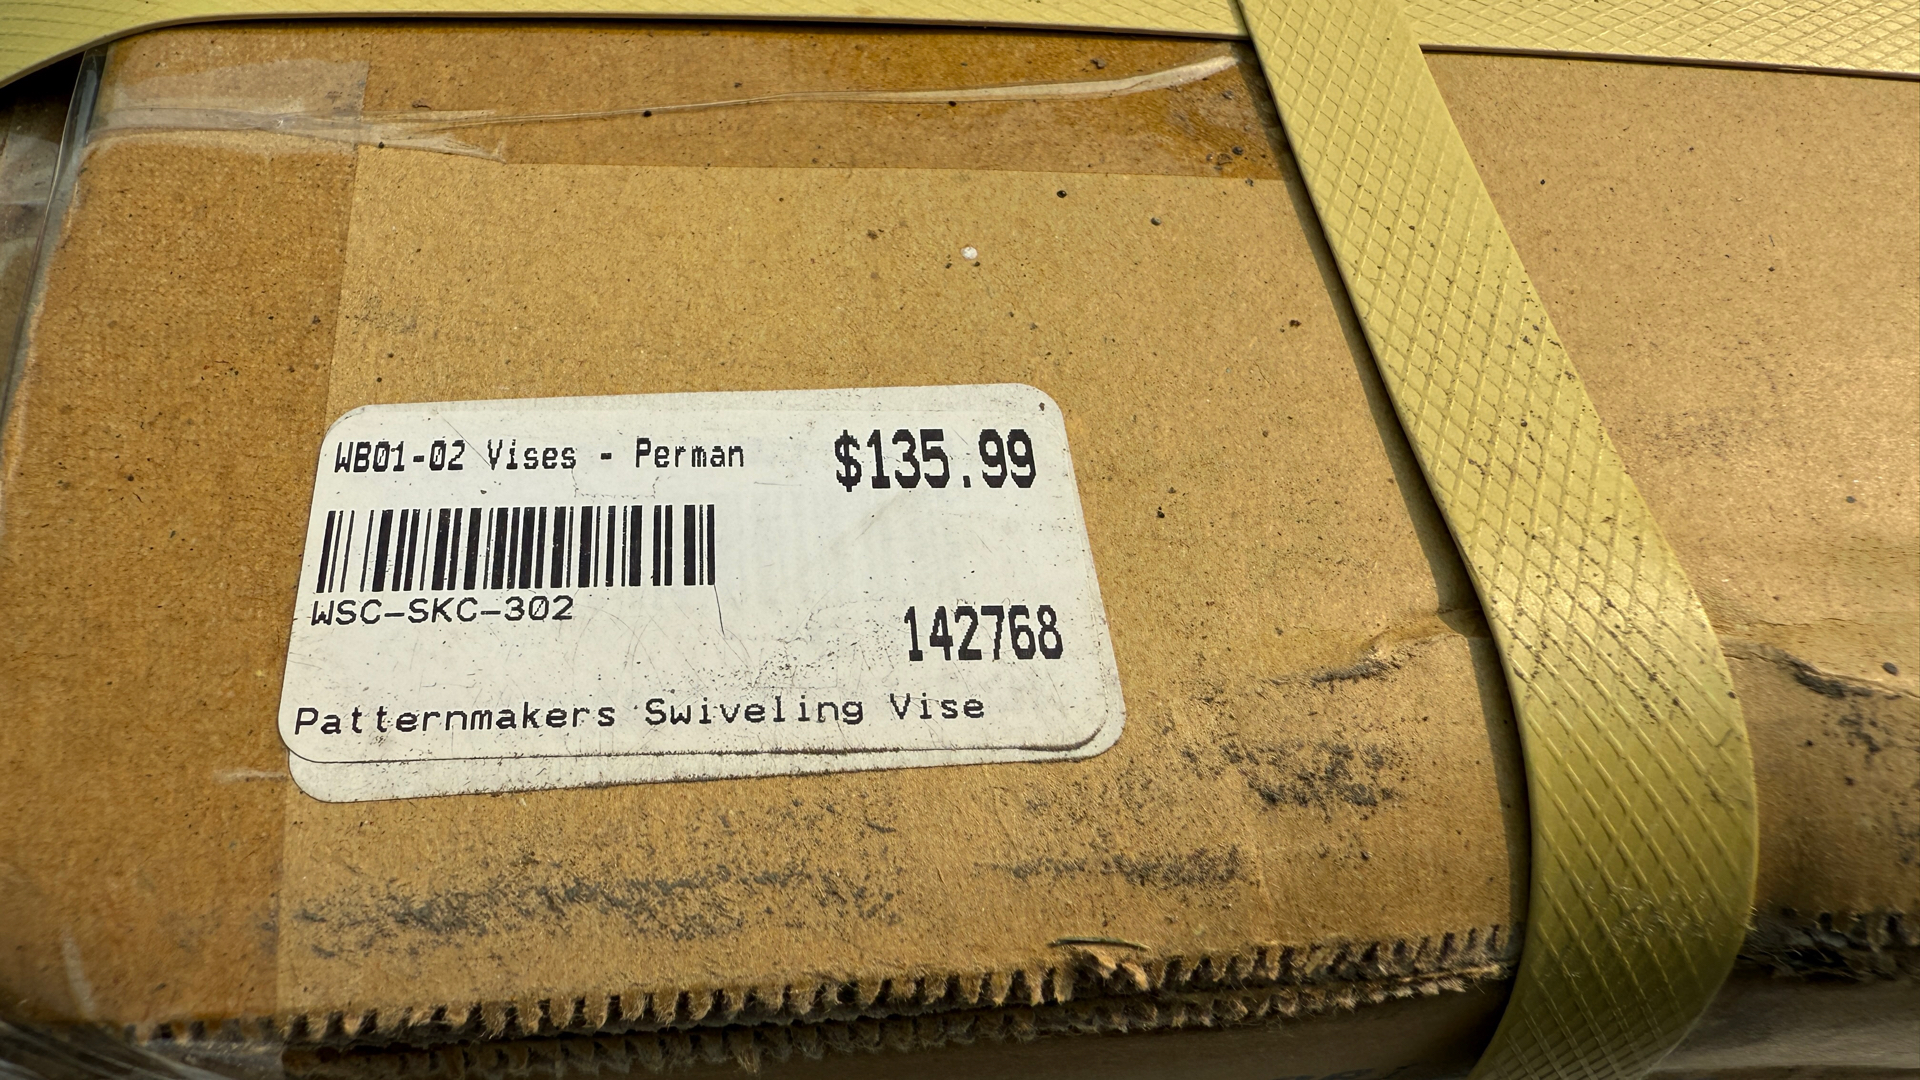 WB01-02 Vises - Perman
$135.99
WSC-SKC-302
142768
Patternmakers Swiveling Vise